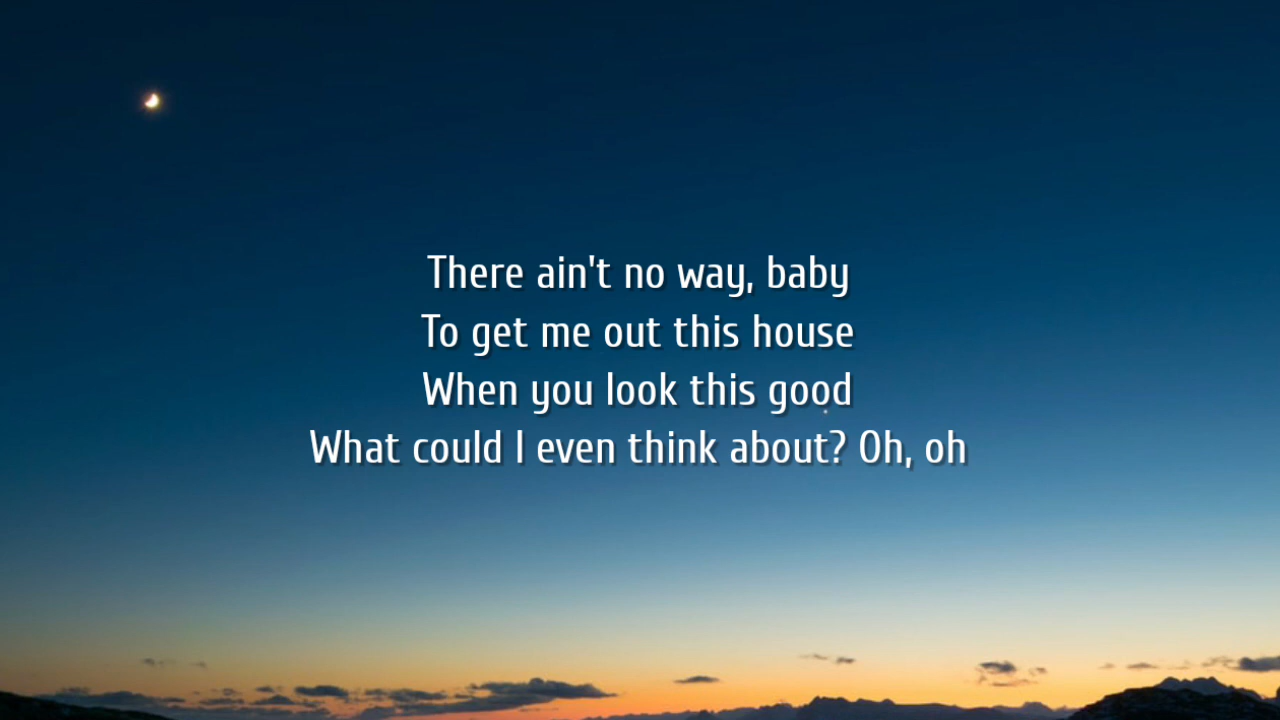 There ain't no way, baby
To get me out this house
When you look this good
What could I even think about? Oh, oh